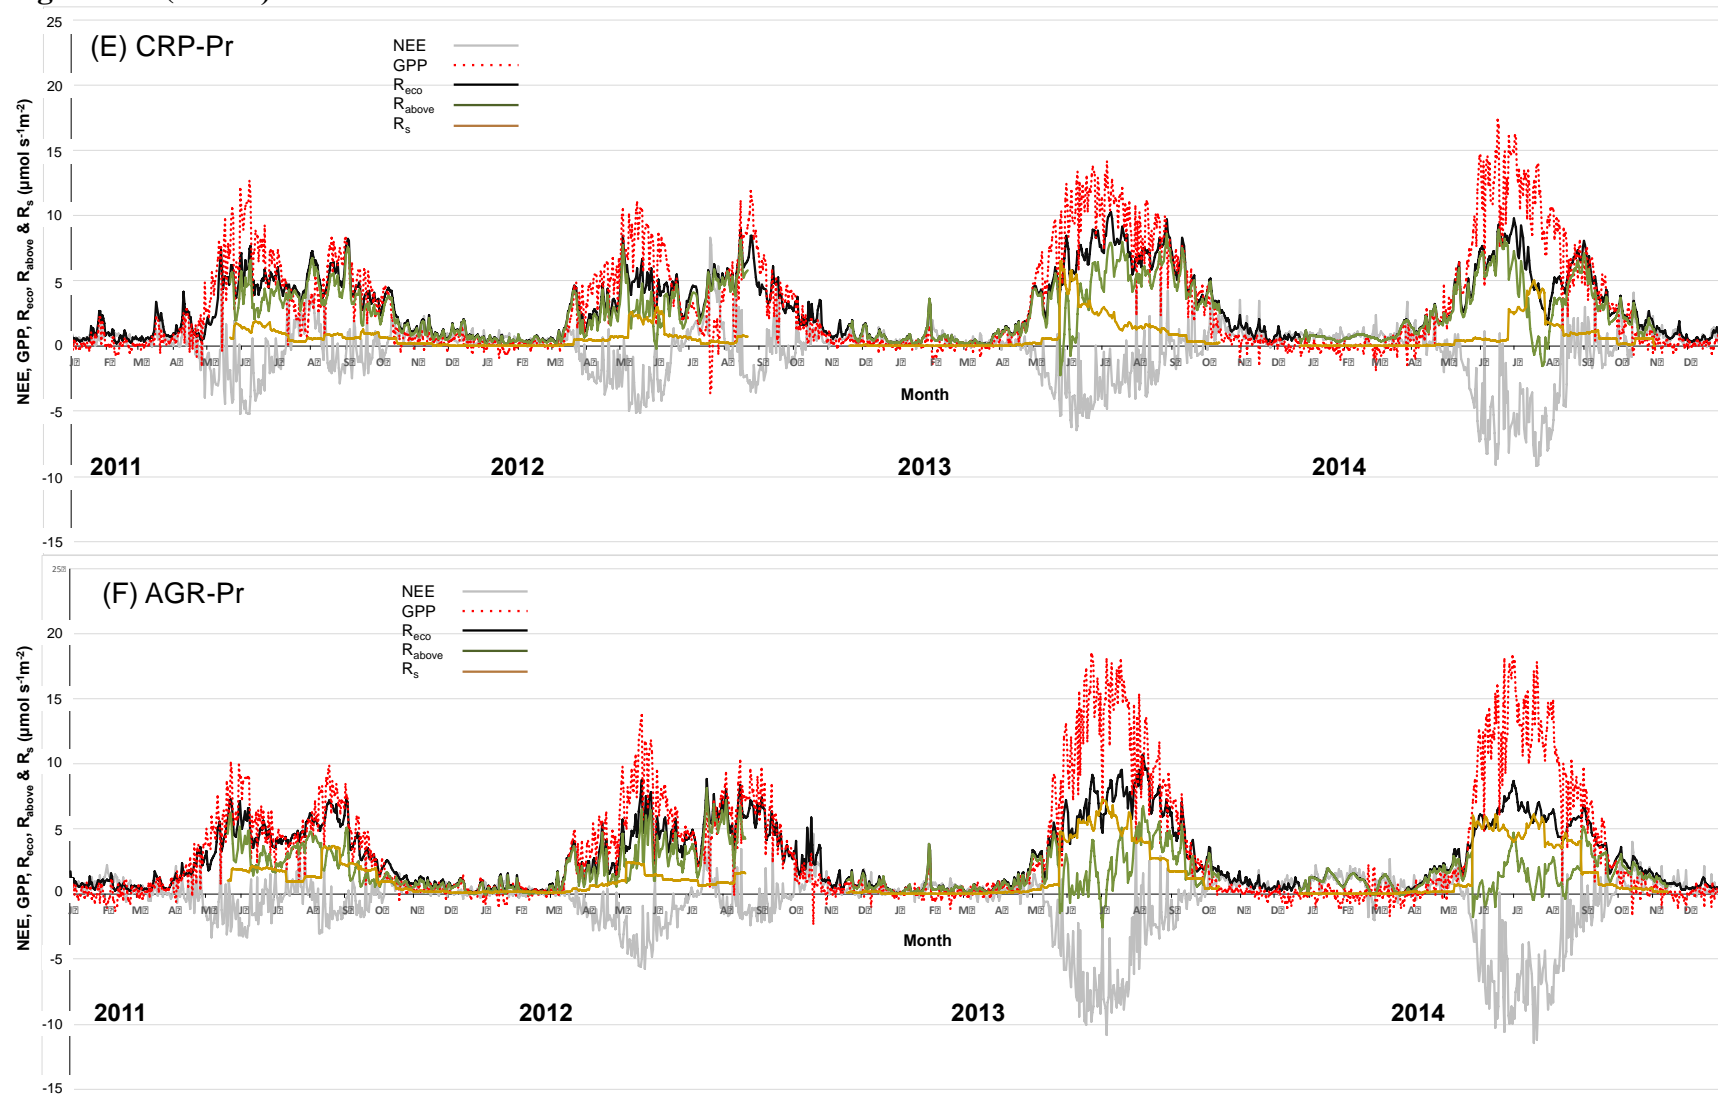 25
(E) CRP-Pr
NEE
GPP
Reco
Rabove
Rs
20
15
10
5
0
-5
-10
-15
NEE, GPP, Reco, Rabove & Rs (µmol s-1m-2)
J F M A M J J A S O N D J F M A M J J A S O N D J F M A M J J A S O N D J F M A M J J A S O N D
Month
2011 2012 2013 2014
25
(F) AGR-Pr
NEE
GPP
Reco
Rabove
Rs
20
15
10
5
0
-5
-10
-15
NEE, GPP, Reco, Rabove & Rs (µmol s-1m-2)
J F M A M J J A S O N D J F M A M J J A S O N D J F M A M J J A S O N D J F M A M J J A S O N D
Month
2011 2012 2013 2014